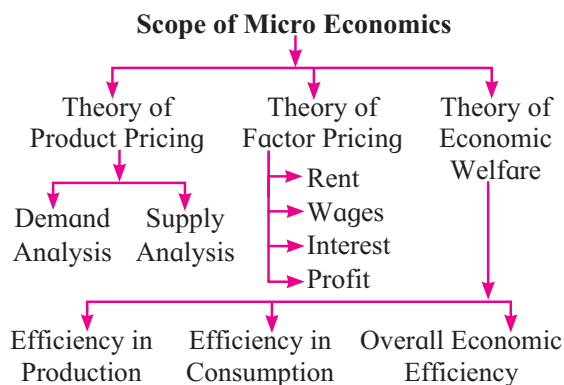 Scope of Micro Economics
Theory of
Product Pricing
Theory of
Factor Pricing
Theory of
Economic
Welfare
Demand
Analysis
Supply
Analysis
Rent
Wages
Interest
Profit
Efficiency in
Production
Efficiency in
Consumption
Overall Economic
Efficiency